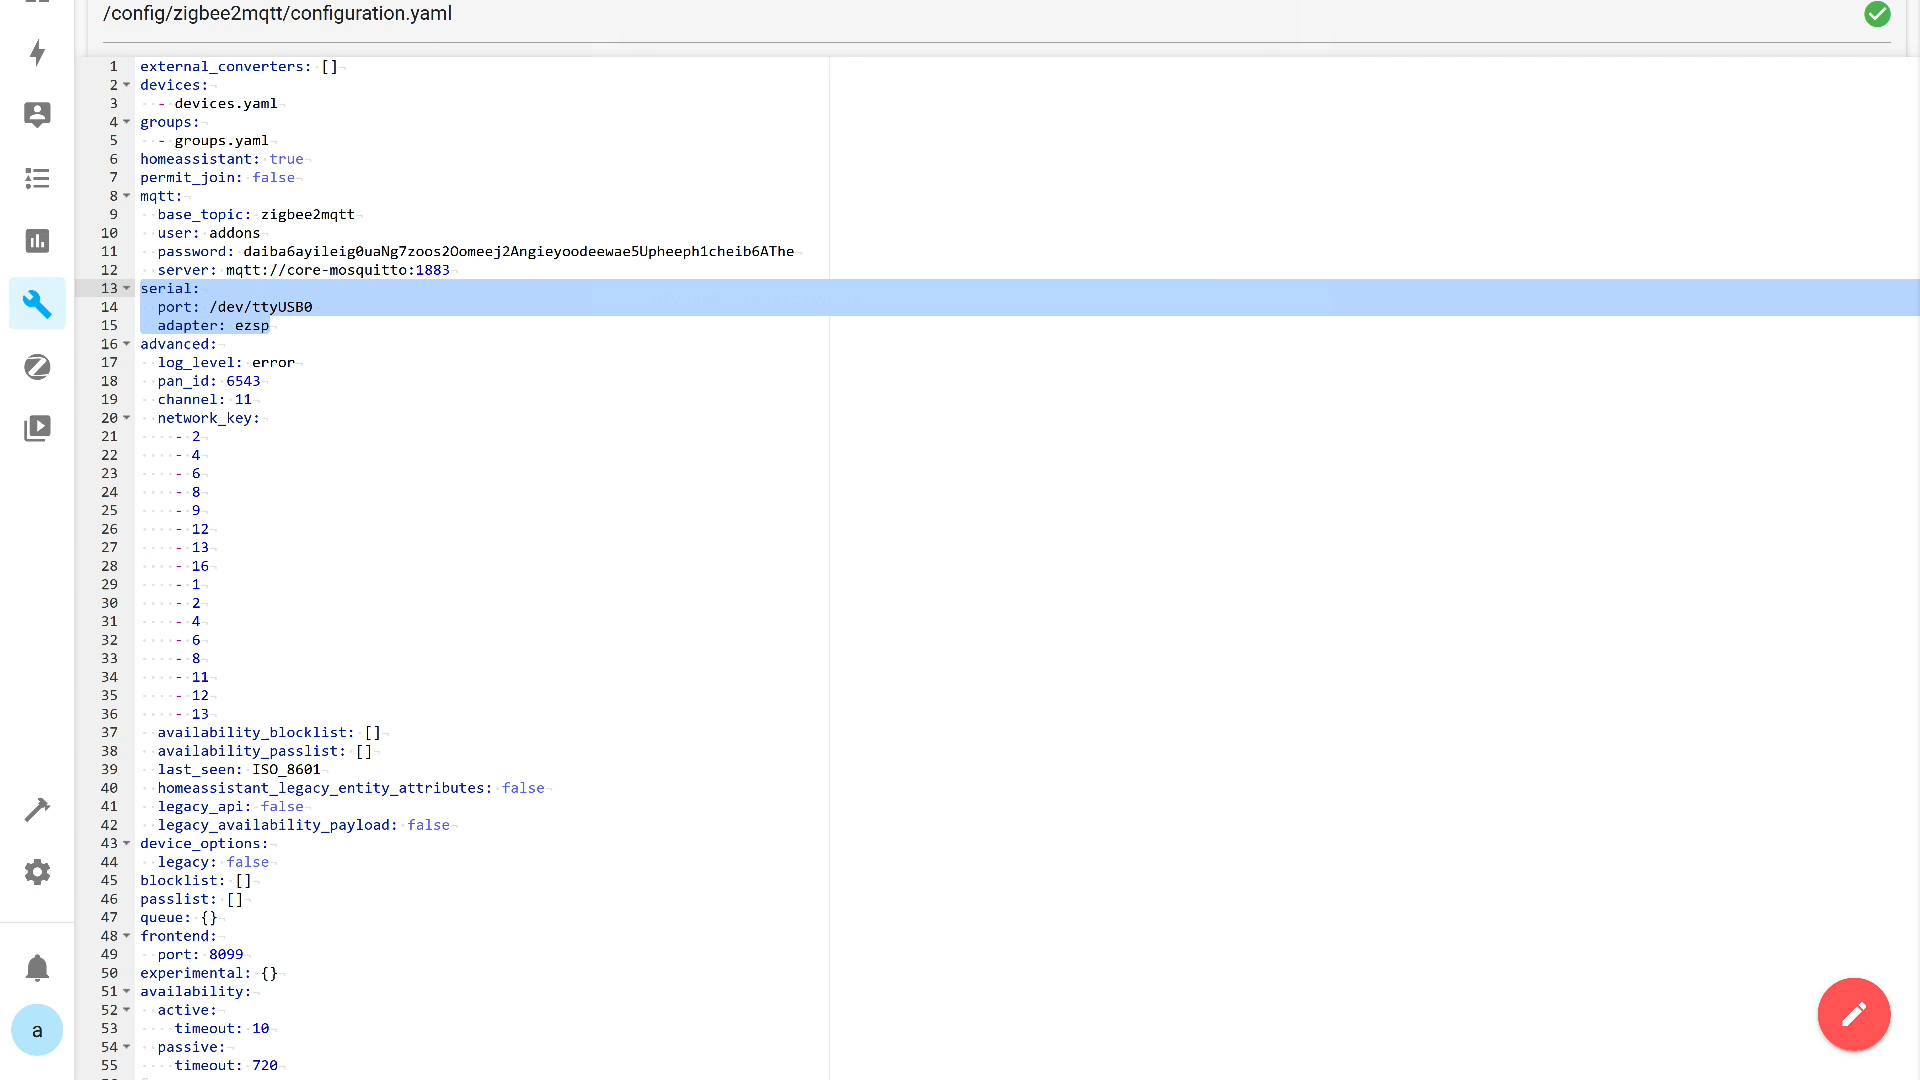 /config/zigbee2mqtt/configuration.yaml
1 external_converters: []
2 devices:
3 - devices.yaml
4 groups:
5 - groups.yaml
6 homeassistant: true
7 permit_join: false
8 mqtt:
9 base_topic: zigbee2mqtt
10 user: addons
11 password: daiba6ayileig0uaNg7zoos2Oomeej2Angieyoodeewae5Upheeph1cheib6AThe
12 server: mqtt://core-mosquitto:1883
13 serial:
14 port: /dev/ttyUSB0
15 adapter: ezsp
16 advanced:
17 log_level: error
18 pan_id: 6543
19 channel: 11
20 network_key:
21 - 2
22 - 4
23 - 6
24 - 8
25 - 9
26 - 12
27 - 13
28 - 16
29 - 1
30 - 2
31 - 4
32 - 6
33 - 8
34 - 11
35 - 12
36 - 13
37 availability_blocklist: []
38 availability_passlist: []
39 last_seen: ISO_8601
40 homeassistant_legacy_entity_attributes: false
41 legacy_api: false
42 legacy_availability_payload: false
43 device_options:
44 legacy: false
45 blocklist: []
46 passlist: []
47 queue: {}
48 frontend:
49 port: 8099
50 experimental: {}
51 availability:
52 active:
53 timeout: 10
54 passive:
55 timeout: 720
a